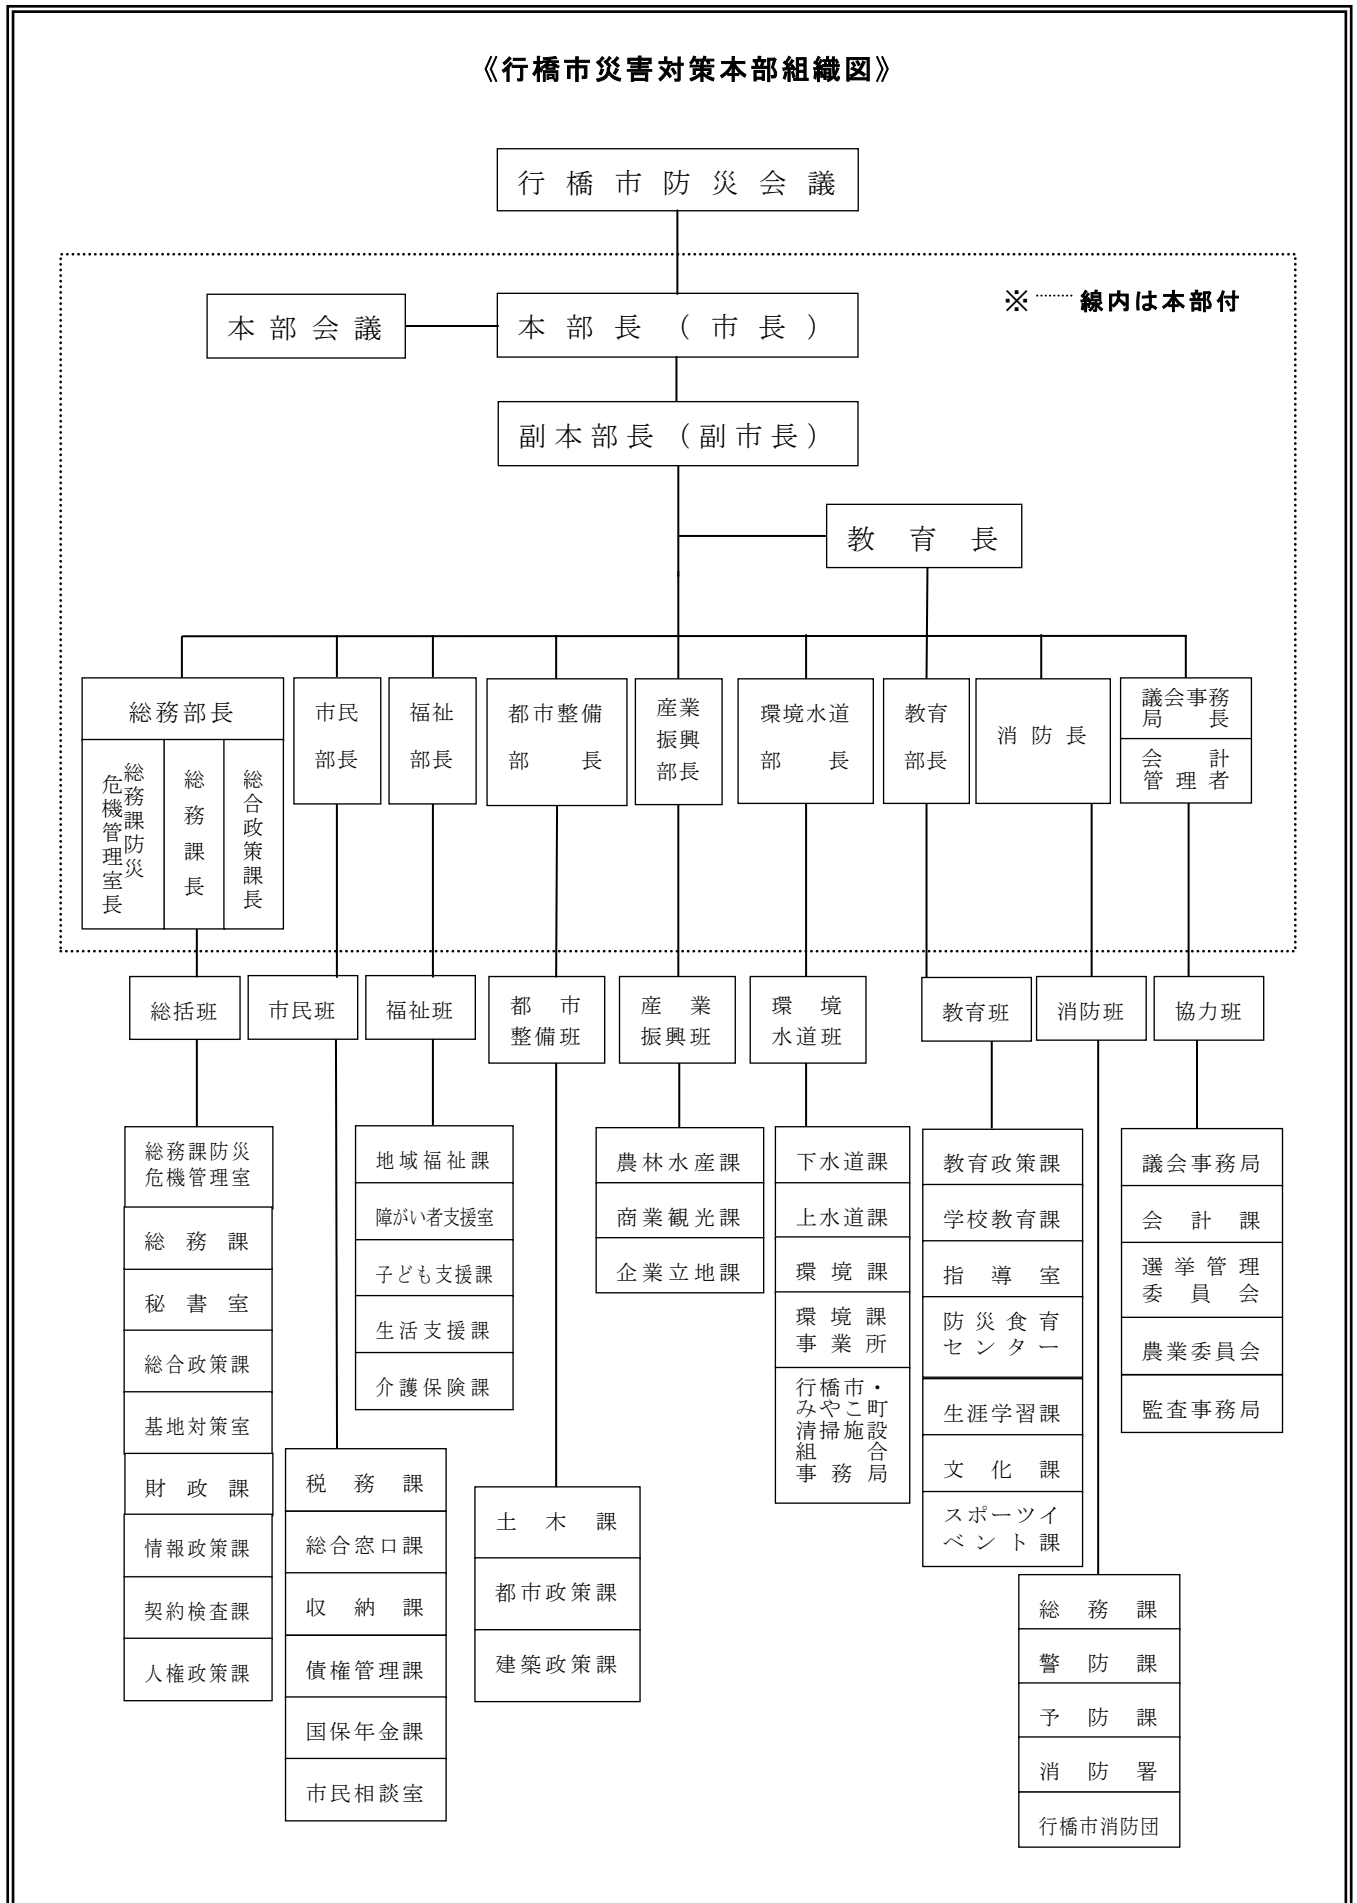 《行橋市災害対策本部組織図》
行橋市防災会議
※┈┈線内は本部付
本部会議
本部長（市長）
副本部長（副市長）
教育長
総務部長
総務課防災
危機管理室長
総務課長
総合政策課長
市民
部長
福祉
部長
都市整備
部長
産業
振興
部長
環境水道
部長
教育
部長
消防長
議会事務
局長
会計
管理者
総括班
市民班
福祉班
都市
整備班
産業
振興班
環境
水道班
教育班
消防班
協力班
総務課防災
危機管理室
総務課
秘書室
総合政策課
基地対策室
財政課
情報政策課
契約検査課
人権政策課
税務課
総合窓口課
収納課
債権管理課
国保年金課
市民相談室
地域福祉課
障がい者支援室
子ども支援課
生活支援課
介護保険課
土木課
都市政策課
建築政策課
農林水産課
商業観光課
企業立地課
下水道課
上水道課
環境課
環境課
事業所
行橋市・
みやこ町
清掃施設
組合
事務局
教育政策課
学校教育課
指導室
防災食育
センター
生涯学習課
文化課
スポーツイ
ベント課
総務課
警防課
予防課
消防署
行橋市消防団
議会事務局
会計課
選挙管理
委員会
農業委員会
監査事務局